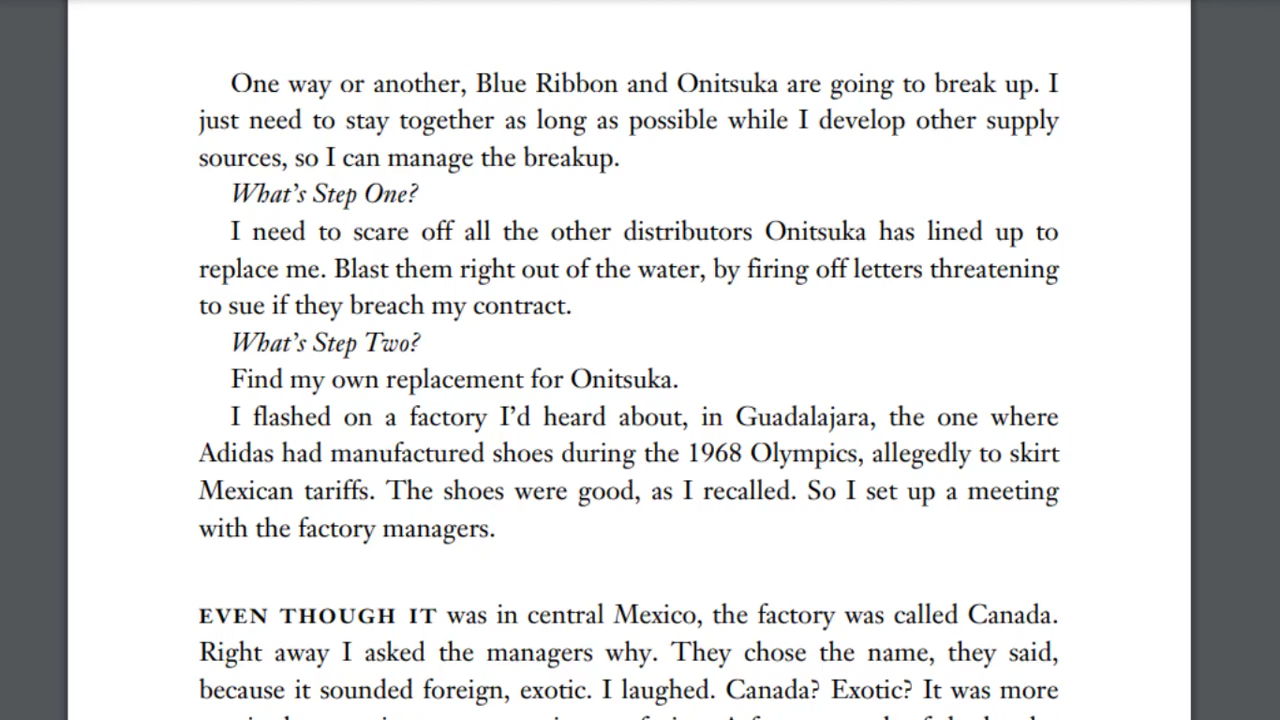 One way or another, Blue Ribbon and Onitsuka are going to break up. I
just need to stay together as long as possible while I develop other supply
sources, so I can manage the breakup.
What’s Step One?
I need to scare off all the other distributors Onitsuka has lined up to
replace me. Blast them right out of the water, by firing off letters threatening
to sue if they breach my contract.
What’s Step Two?
Find my own replacement for Onitsuka.
I flashed on a factory I’d heard about, in Guadalajara, the one where
Adidas had manufactured shoes during the 1968 Olympics, allegedly to skirt
Mexican tariffs. The shoes were good, as I recalled. So I set up a meeting
with the factory managers.
EVEN THOUGH IT was in central Mexico, the factory was called Canada.
Right away I asked the managers why. They chose the name, they said,
because it sounded foreign, exotic. I laughed. Canada? Exotic? It was more